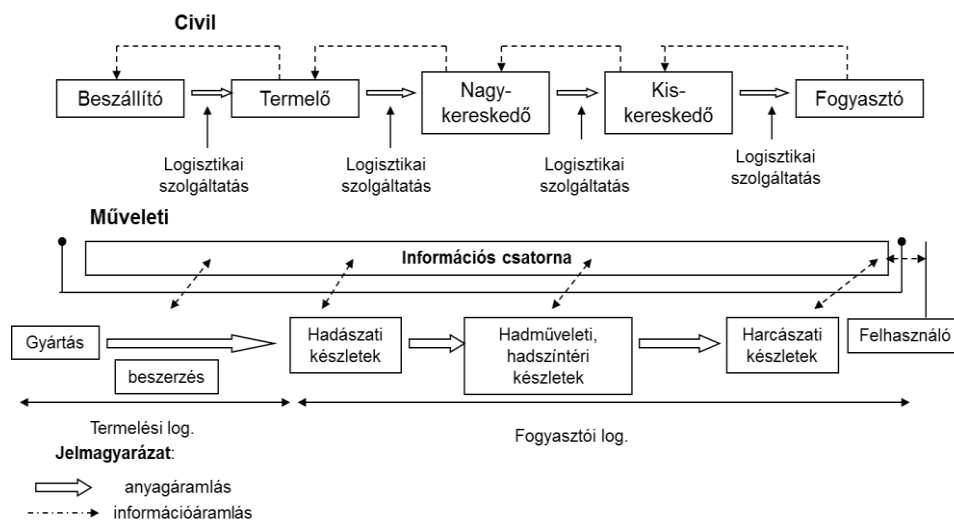 Civil
Beszállító
Termelő
Nagy-
kereskedő
Kis-
kereskedő
Fogyasztó
Logisztikai
szolgáltatás
Logisztikai
szolgáltatás
Logisztikai
szolgáltatás
Logisztikai
szolgáltatás
Műveleti
Információs csatorna
Gyártás
beszerzés
Hadászati
készletek
Hadműveleti,
hadszíntéri
készletek
Harcászati
készletek
Felhasználó
Termelési log.
Fogyasztói log.
Jelmagyarázat:
anyagáramlás
információáramlás